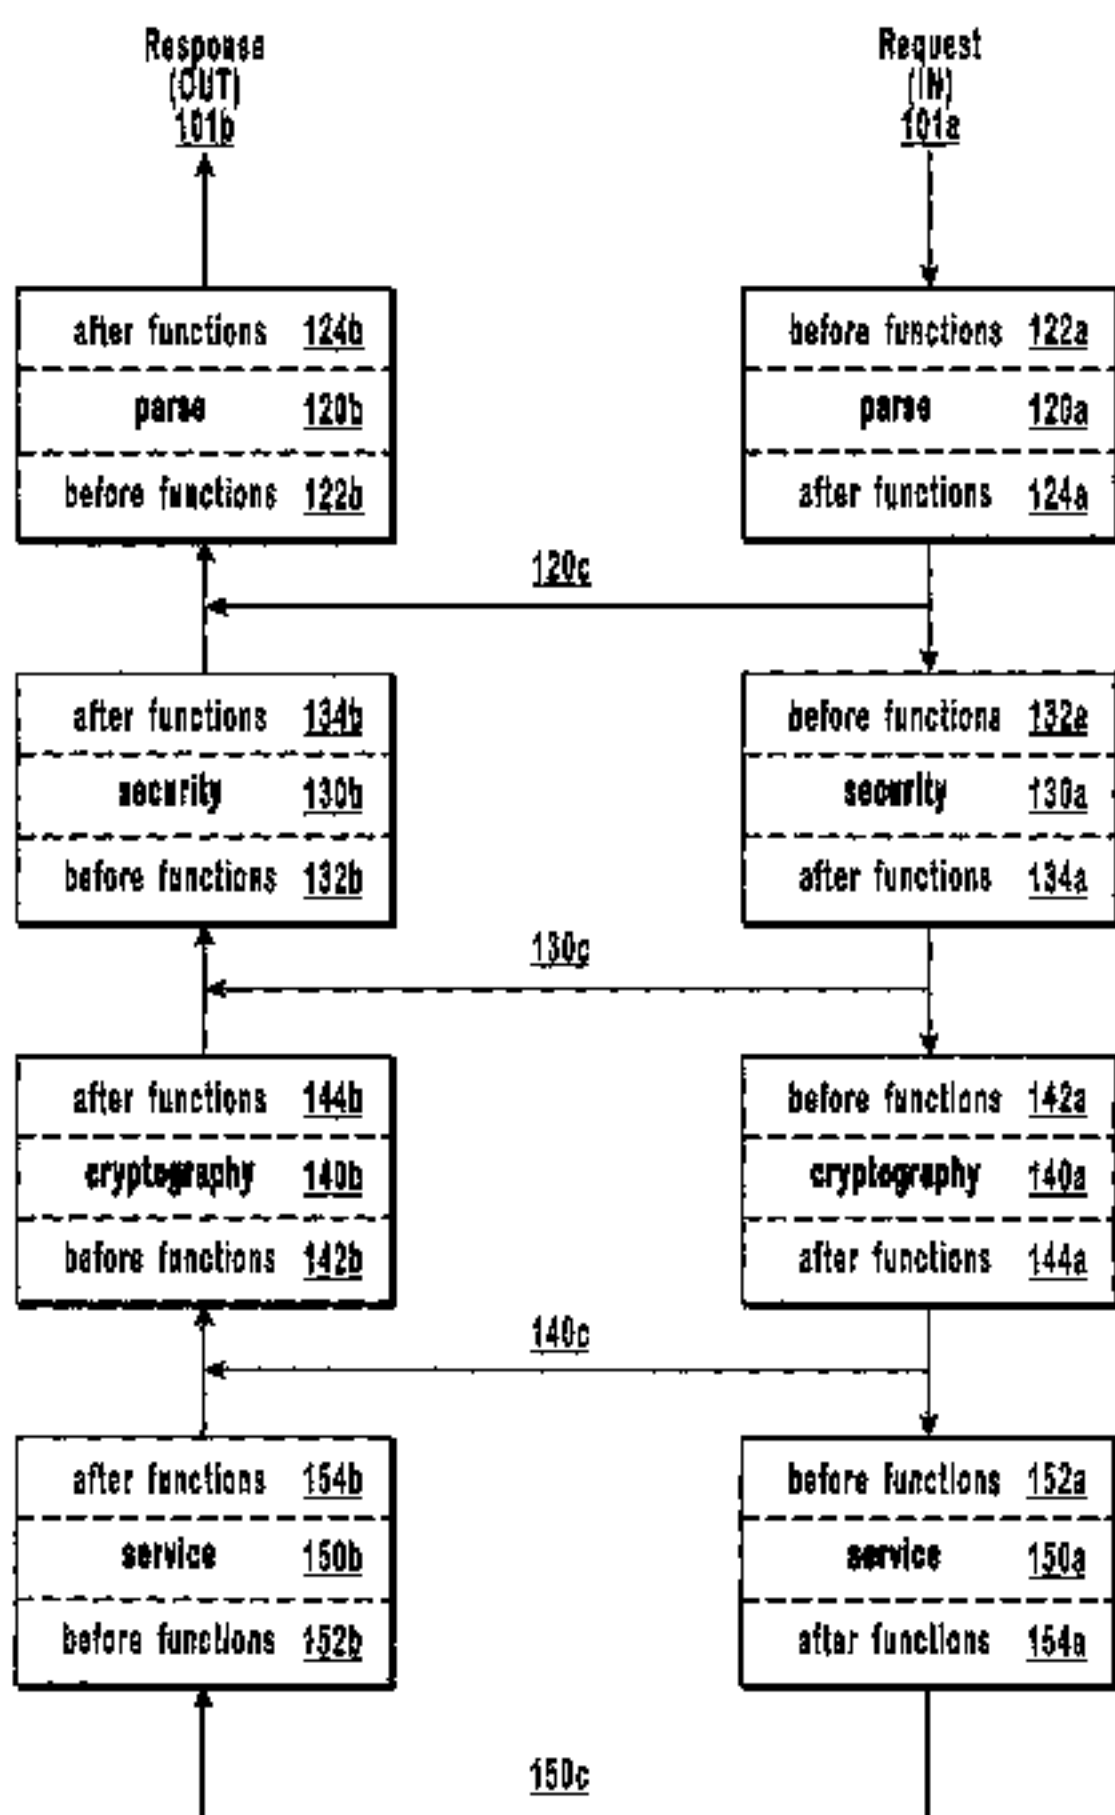 Response
(OUT)
101b
Request
(IN)
101a
after functions 124b
parse 120b
before functions 122b
before functions 122a
parse 120a
after functions 124a
120c
after functions 134b
security 130b
before functions 132b
before functions 132a
security 130a
after functions 134a
130c
after functions 144b
cryptography 140b
before functions 142b
before functions 142a
cryptography 140a
after functions 144a
140c
after functions 154b
service 150b
before functions 152b
before functions 152a
service 150a
after functions 154a
150c